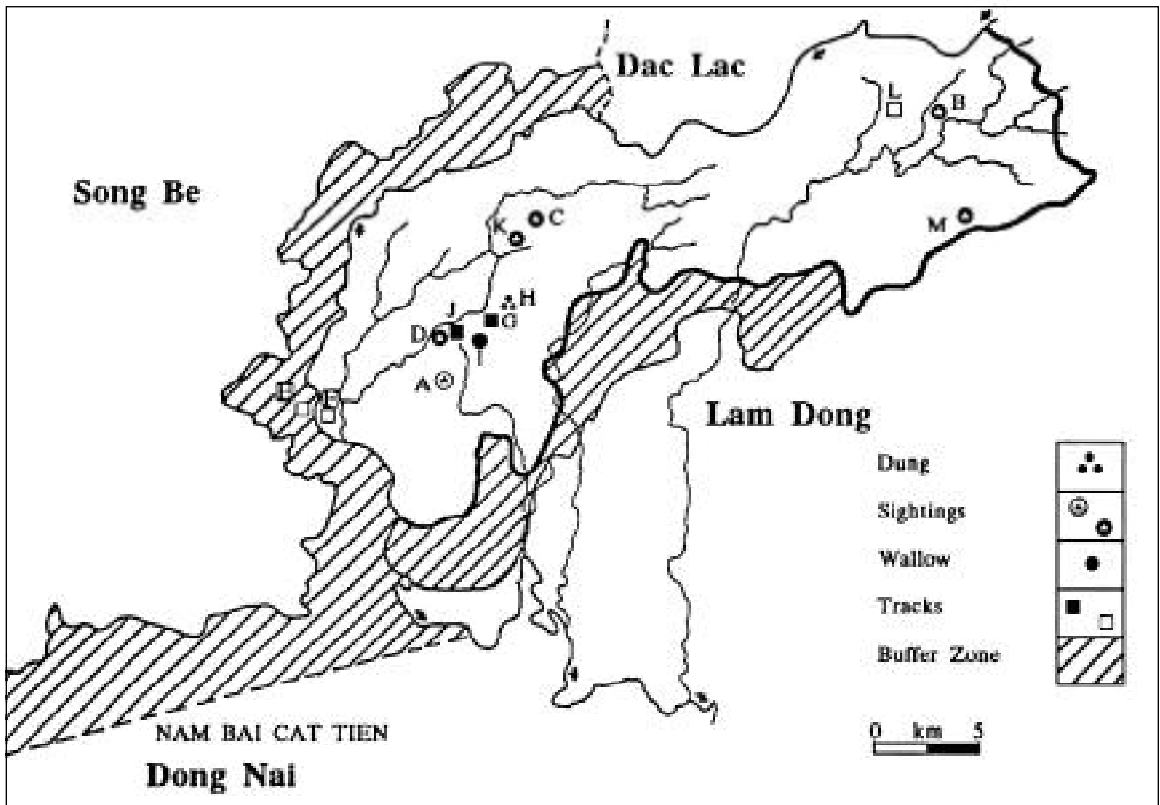 Dac Lac
L
B
Song Be
K
C
M
J
H
G
D
I
A
E
F
Lam Dong
Dung
Sightings
Wallow
Tracks
Buffer Zone
NAM BAI CAT TIEN
0 km 5
Dong Nai